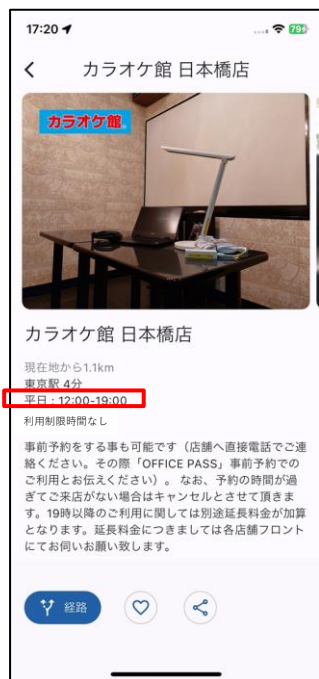 17:20
79
カラオケ館 日本橋店
カラオケ館
カラオケ館 日本橋店
現在地から1.1km
東京駅 4分
平日 : 12:00-19:00
利用制限時間なし
事前予約をする事も可能です（店舗へ直接電話でご連
絡ください。その際「OFFICE PASS」事前予約での
ご利用とお伝えください）。 なお、予約の時間が過
ぎてご来店がない場合はキャンセルとさせて頂きま
す。19時以降のご利用に関しては別途延長料金が加算
となります。延長料金につきましては各店舗フロント
にてお伺いお願い致します。
経路